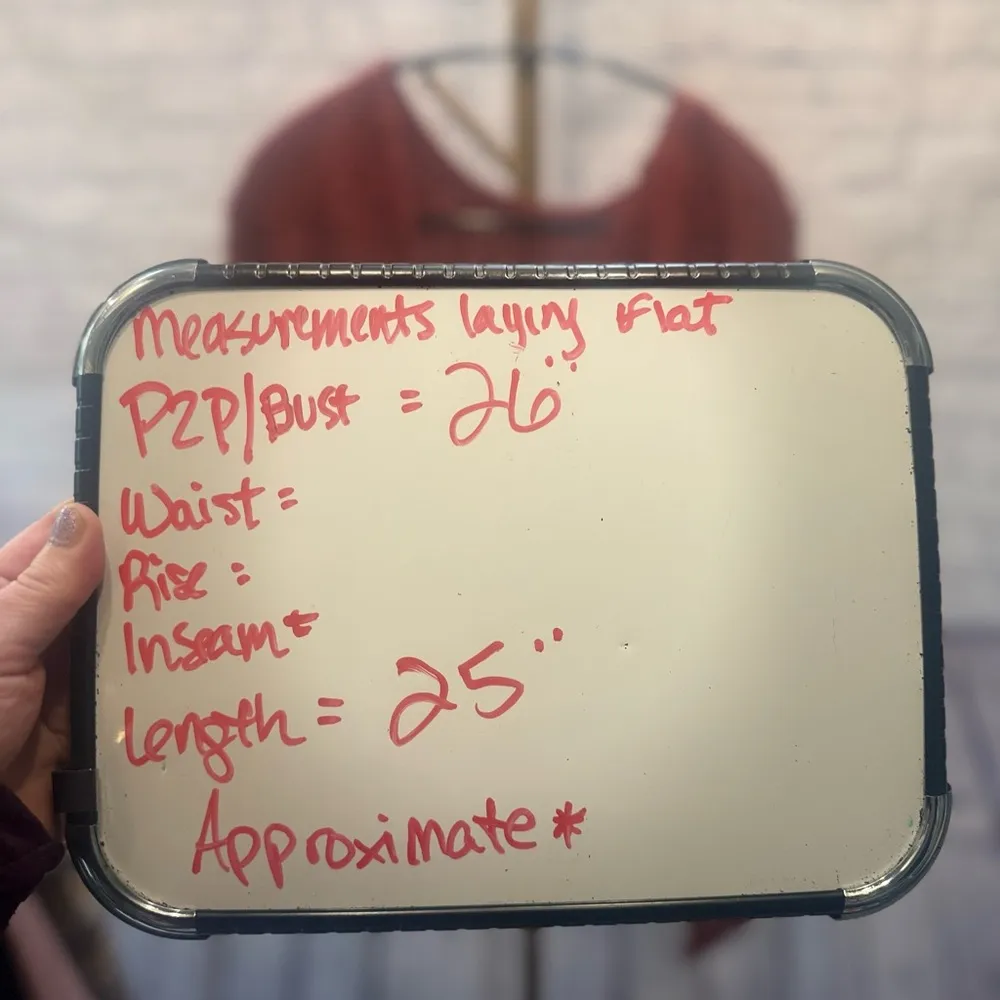 Measurements laying flat
P2P/Bust = 26"
Waist =
Rise =
Inseam =
Length = 25"
Approximate *